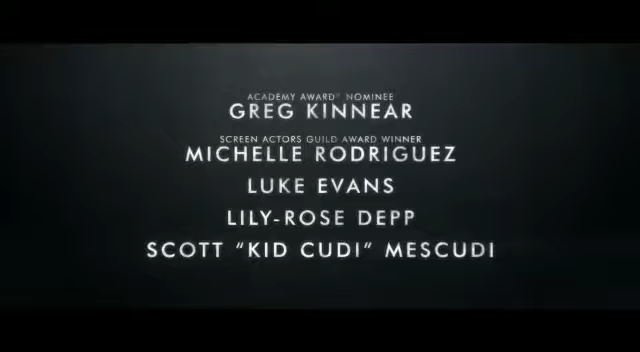 ACADEMY AWARD® NOMINEE
GREG KINNEAR
SCREEN ACTORS GUILD AWARD WINNER
MICHELLE RODRIGUEZ
LUKE EVANS
LILY-ROSE DEPP
SCOTT "KID CUDI" MESCUDI